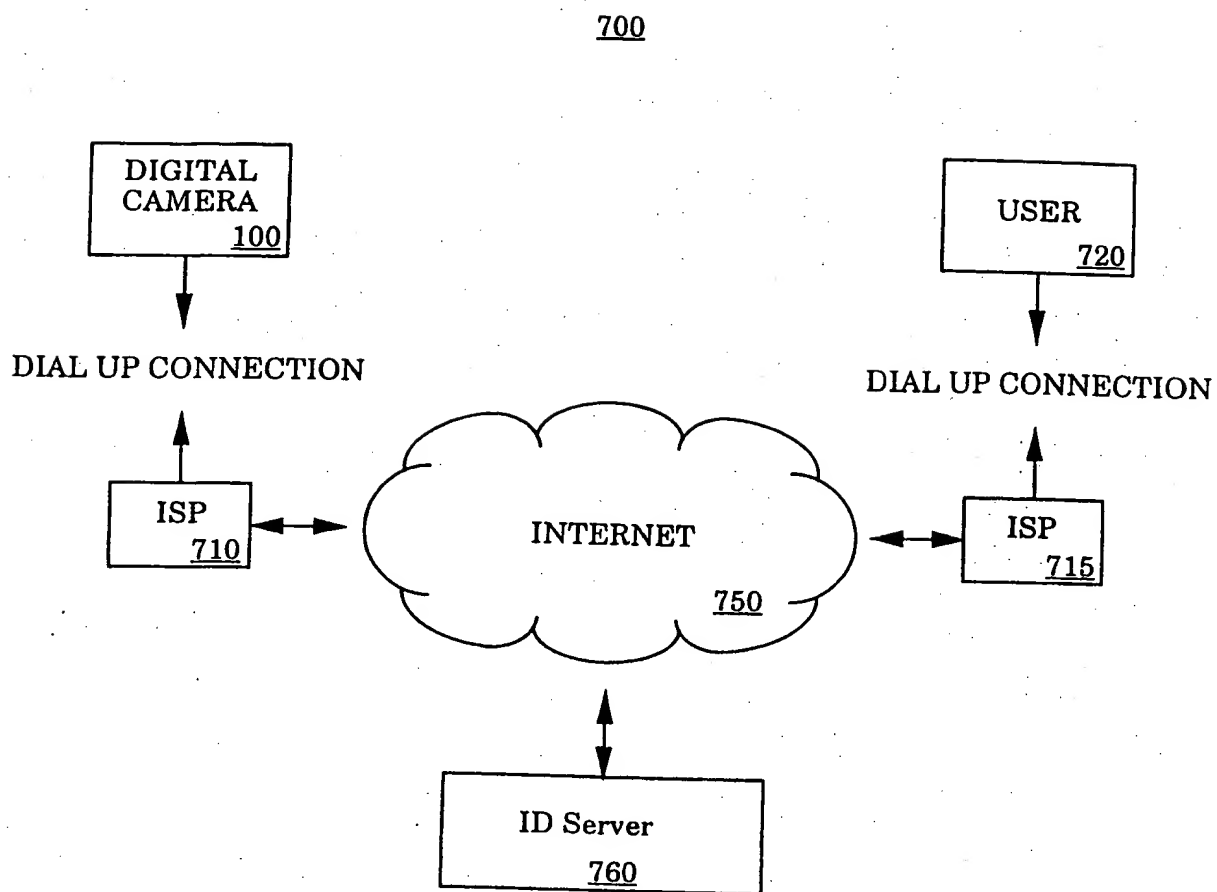 700
DIGITAL
CAMERA
100
USER
720
DIAL UP CONNECTION
DIAL UP CONNECTION
ISP
710
INTERNET
750
ISP
715
ID Server
760